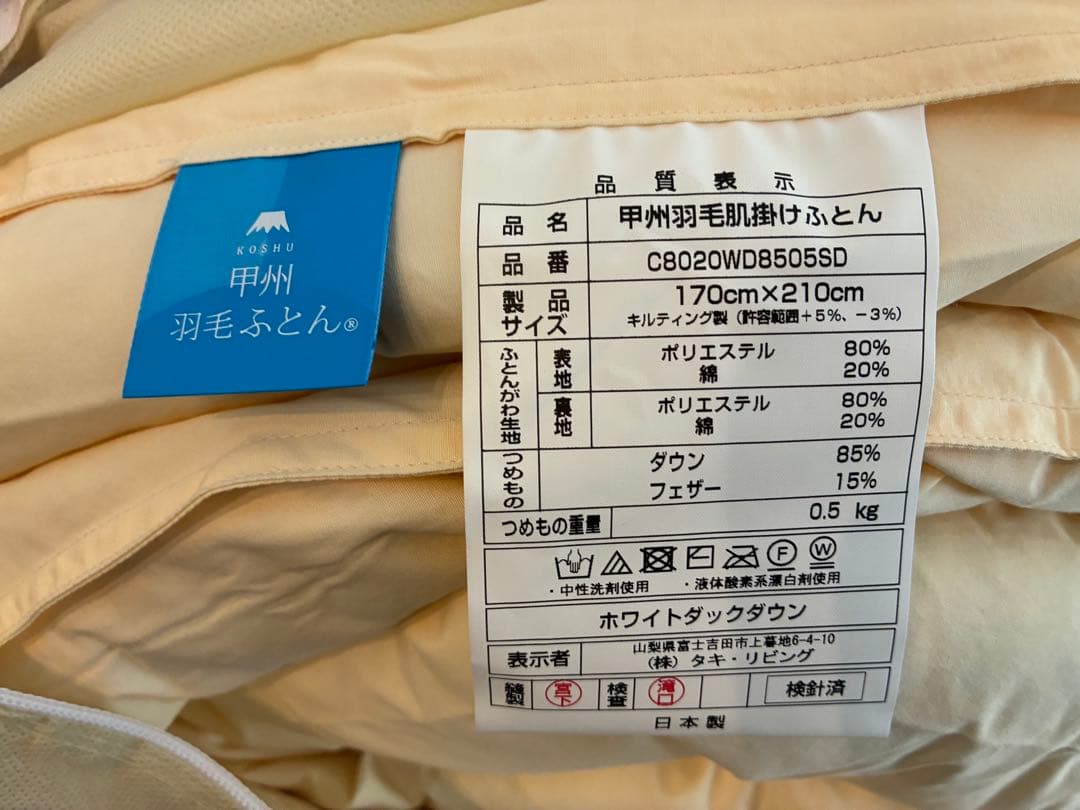 KOSHU
甲州
羽毛ふとん®
品質表示
品名 甲州羽毛肌掛けふとん
品番 C8020WD8505SD
製品サイズ 170cm×210cm
キルティング製（許容範囲＋5%、−3%）
ふとんがわ生地 表地 ポリエステル 80%
綿 20%
裏地 ポリエステル 80%
綿 20%
つめもの ダウン 85%
フェザー 15%
つめもの重量 0.5 kg
F W
・中性洗剤使用 ・液体酸素系漂白剤使用
ホワイトダックダウン
表示者 山梨県富士吉田市上暮地6-4-10
（株）タキ・リビング
縫製 宮下 検査 滝口 検針済
日本製